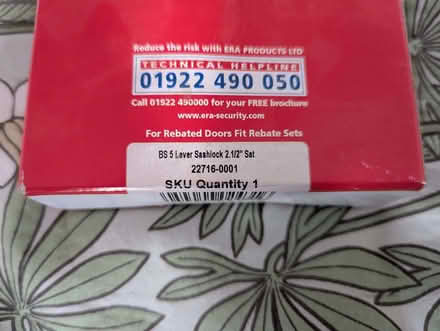 Reduce the risk with ERA PRODUCTS LTD
TECHNICAL HELPLINE
01922 490 050
Call 01922 490000 for your FREE brochure
www.era-security.com
For Rebated Doors Fit Rebate Sets
BS 5 Lever Sashlock 2.1/2" Sat
22716-0001
SKU Quantity 1